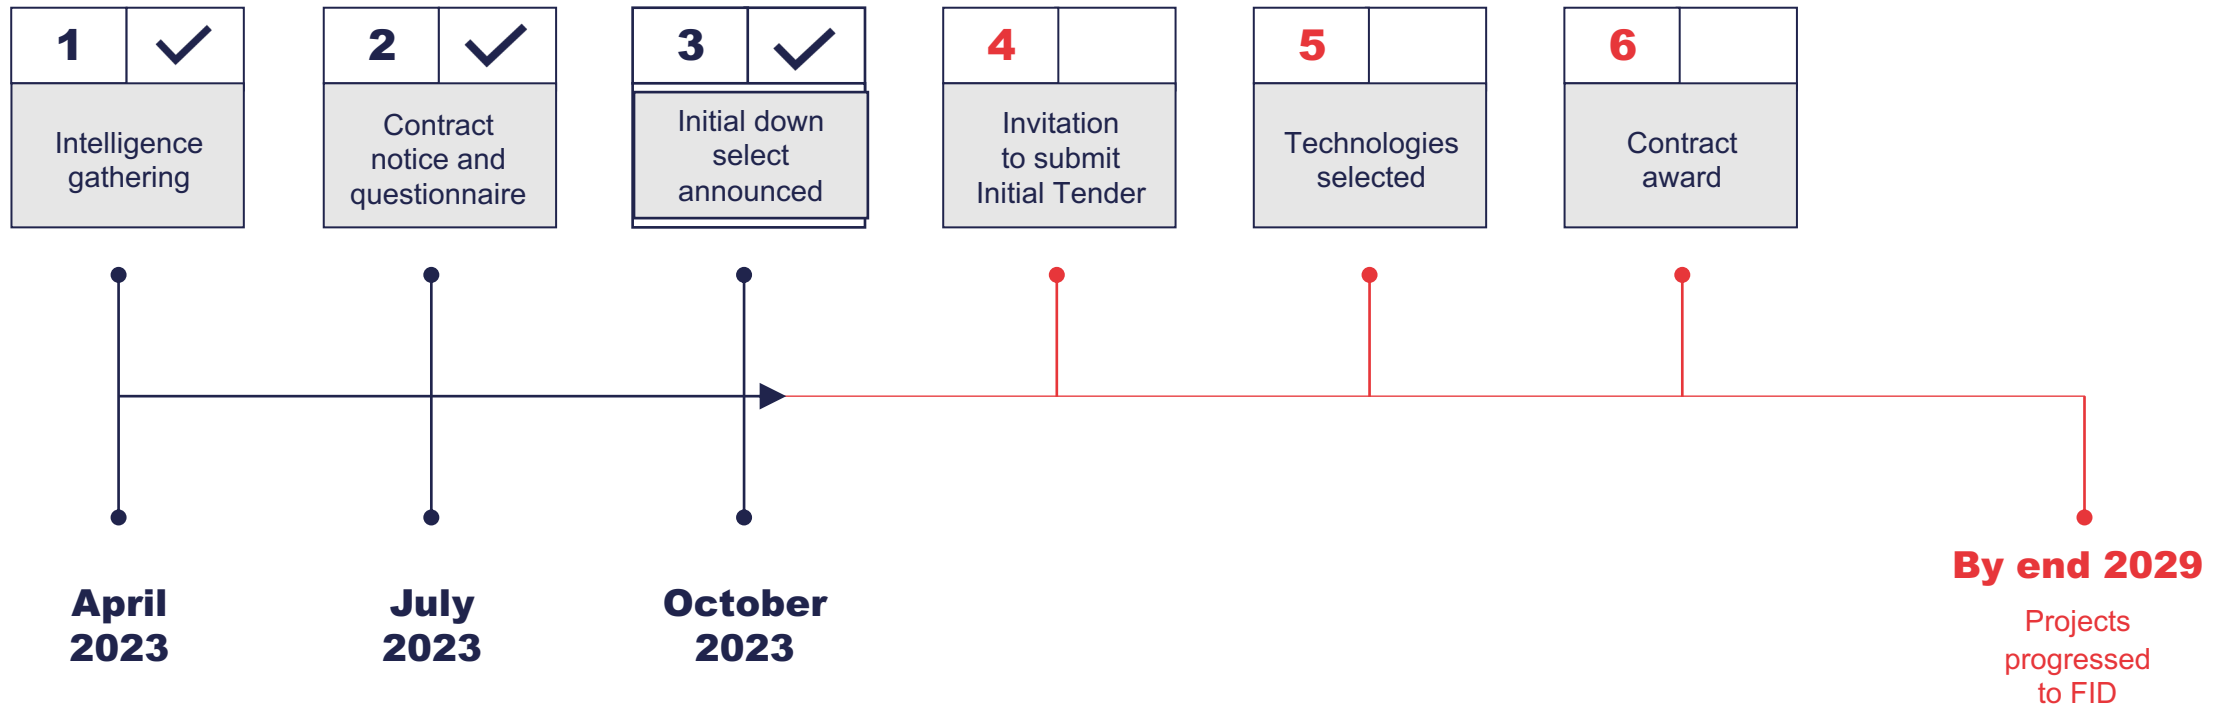 1
Intelligence
gathering
2
Contract
notice and
questionnaire
3
Initial down
select
announced
4
Invitation
to submit
Initial Tender
5
Technologies
selected
6
Contract
award
April
2023
July
2023
October
2023
By end 2029
Projects
progressed
to FID